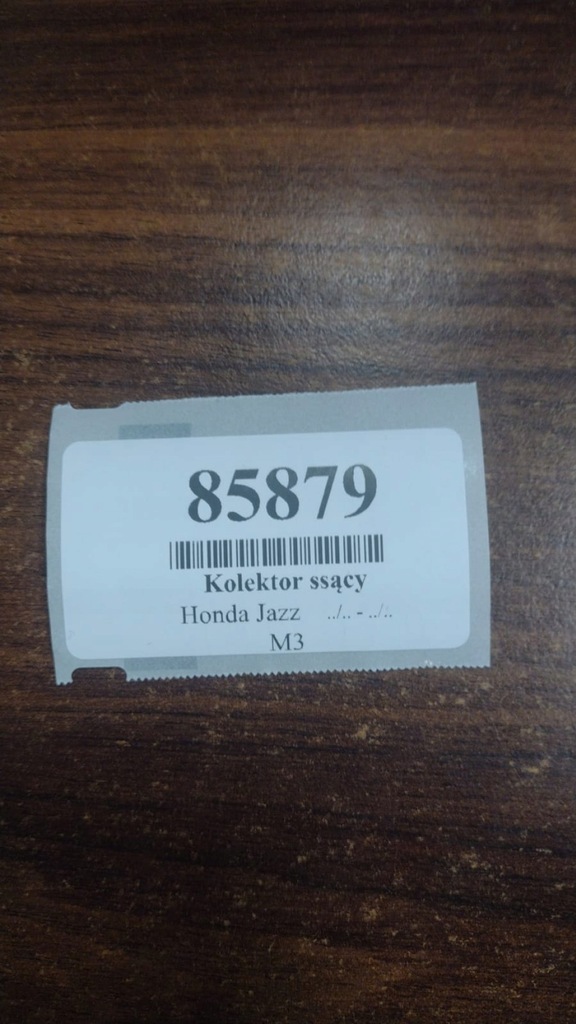 85879
Kolektor ssący
Honda Jazz ../.. - ../..
M3